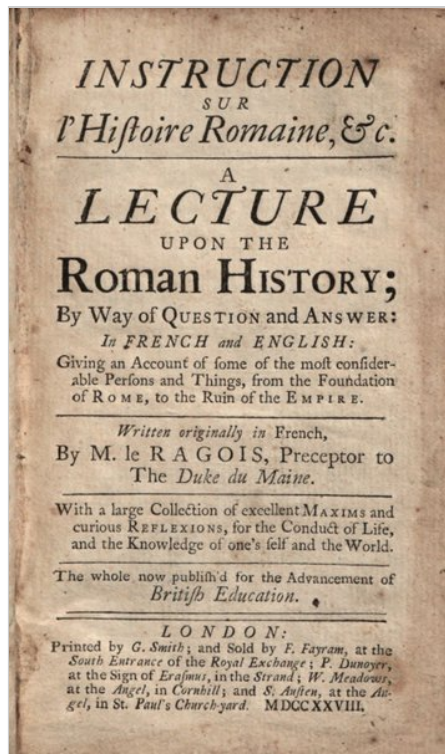 INSTRUCTION
SUR
l'Hiſtoire Romaine, &c.
A
LECTURE
UPON THE
Roman HISTORY;
By Way of QUESTION and ANSWER:
In FRENCH and ENGLISH:
Giving an Account of ſome of the moſt conſider-
able Perſons and Things, from the Foundation
of ROME, to the Ruin of the EMPIRE.
Written originally in French,
By M. le RAGOIS, Preceptor to
The Duke du Maine.
With a large Collection of excellent MAXIMS and
curious REFLEXIONS, for the Conduct of Life,
and the Knowledge of one's ſelf and the World.
The whole now publiſh'd for the Advancement of
Britiſh Education.
LONDON:
Printed by G. Smith; and Sold by F. Fayram, at the
South Entrance of the Royal Exchange; P. Dunoyer,
at the Sign of Eraſmus, in the Strand; W. Meadows,
at the Angel, in Cornhill; and S. Auſten, at the An-
gel, in St. Paul's Church-yard. MDCCXXVIII.